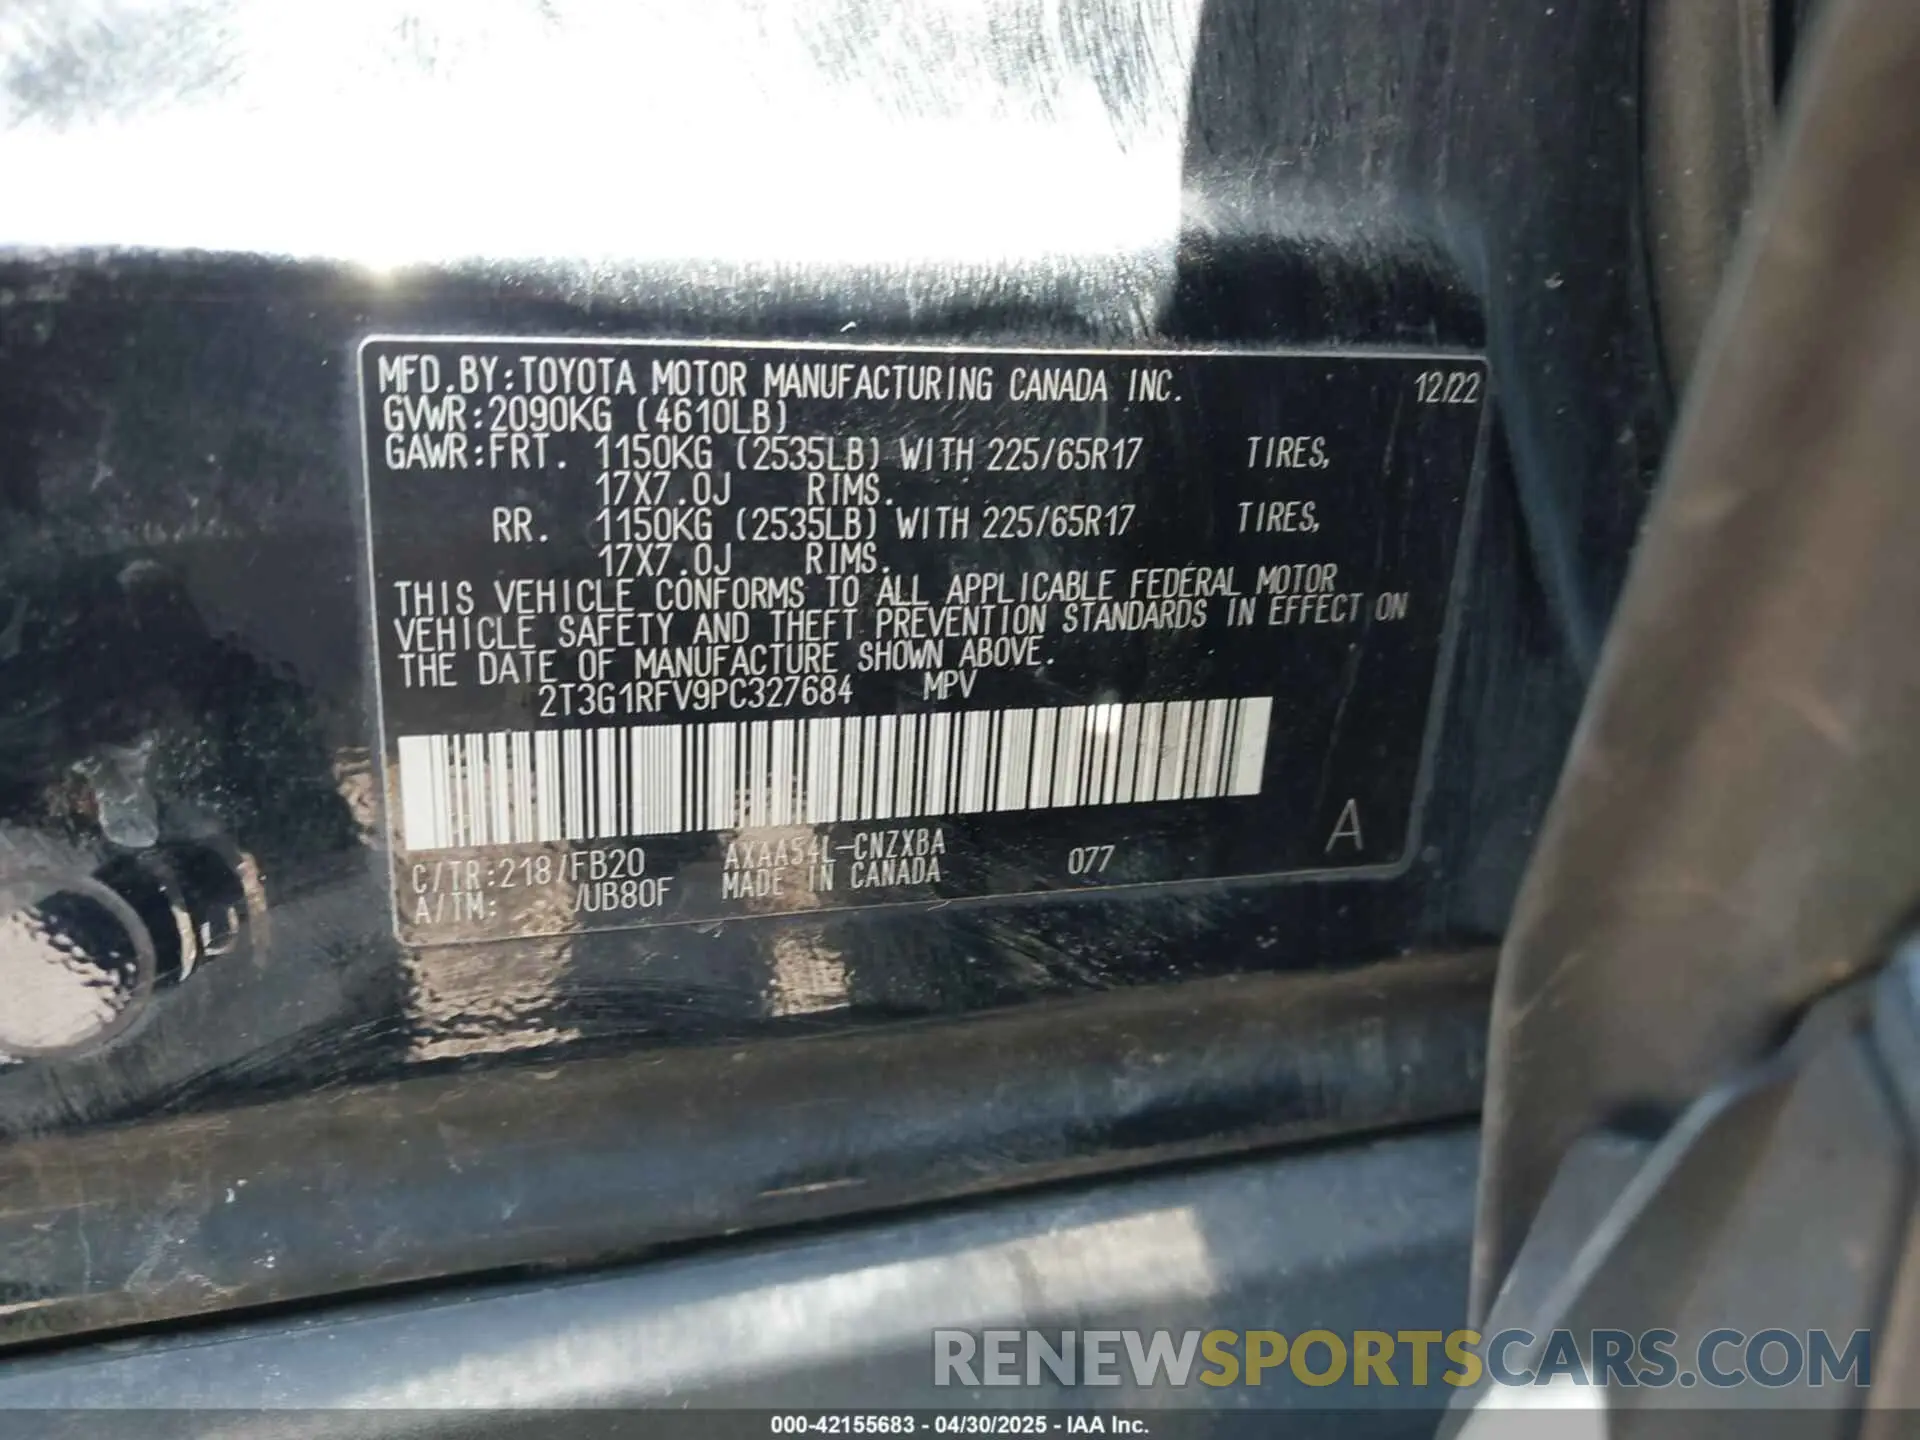 MFD.BY:TOYOTA MOTOR MANUFACTURING CANADA INC. 12/22
GVWR:2090KG (4610LB)
GAWR:FRT. 1150KG (2535LB) WITH 225/65R17 TIRES,
17X7.0J RIMS.
RR. 1150KG (2535LB) WITH 225/65R17 TIRES,
17X7.0J RIMS.
THIS VEHICLE CONFORMS TO ALL APPLICABLE FEDERAL MOTOR
VEHICLE SAFETY AND THEFT PREVENTION STANDARDS IN EFFECT ON
THE DATE OF MANUFACTURE SHOWN ABOVE.
2T3G1RFV9PC327684 MPV
C/TR:218/FB20 AXAA54L-CNZXBA 077 A
A/TM: /UB80F MADE IN CANADA
RENEWSPORTSCARS.COM
000-42155683 - 04/30/2025 - IAA Inc.